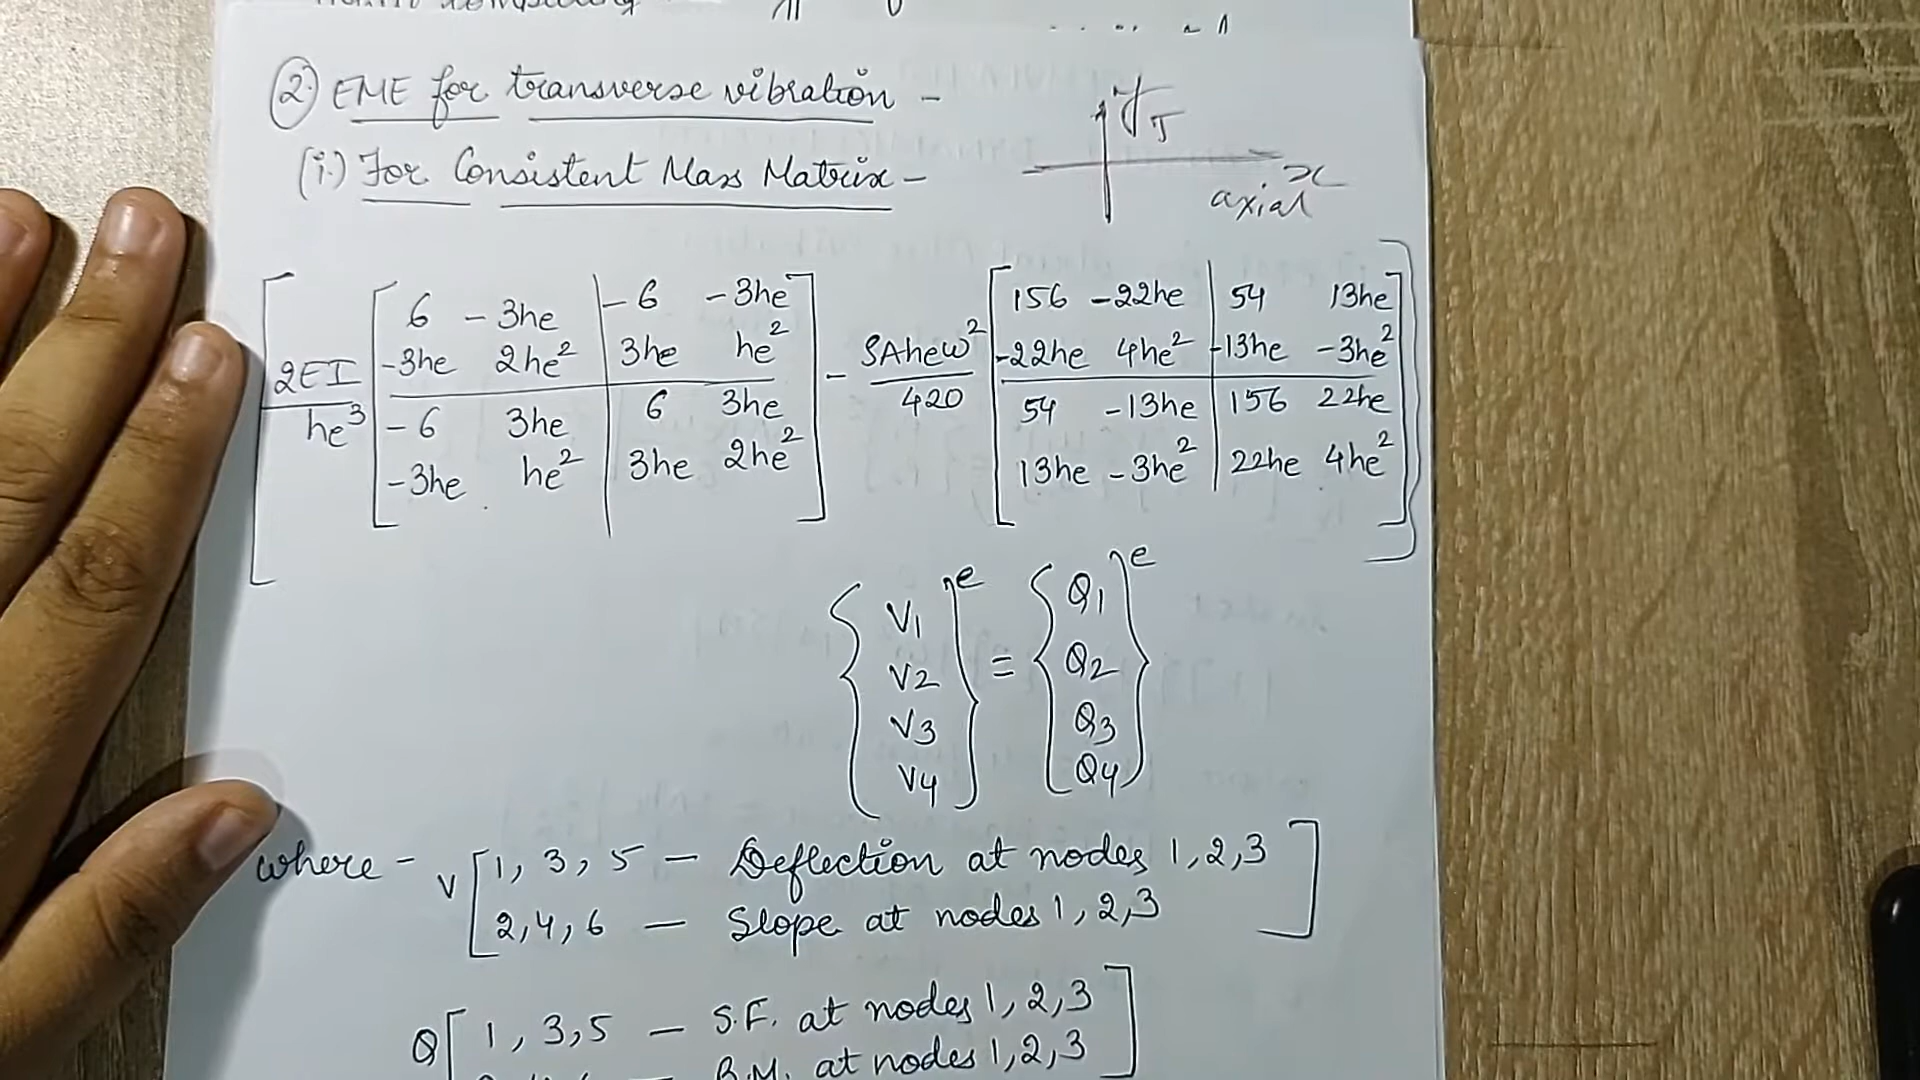 ② EME for transverse vibration -
y
T
x
axial
(i.) For Consistent Mass Matrix -
[ 2EI/he³ [ 6 -3he | -6 -3he
-3he 2he² | 3he he²
-6 3he | 6 3he
-3he he² | 3he 2he² ] - ρAheω²/420 [ 156 -22he | 54 13he
-22he 4he² | -13he -3he²
54 -13he | 156 22he
13he -3he² | 22he 4he² ] ]
{ V1 V2 V3 V4 }^e = { Q1 Q2 Q3 Q4 }^e
where - V [ 1, 3, 5 — Deflection at nodes 1, 2, 3
2, 4, 6 — Slope at nodes 1, 2, 3 ]
Q [ 1, 3, 5 — S.F. at nodes 1, 2, 3
B.M. at nodes 1, 2, 3 ]